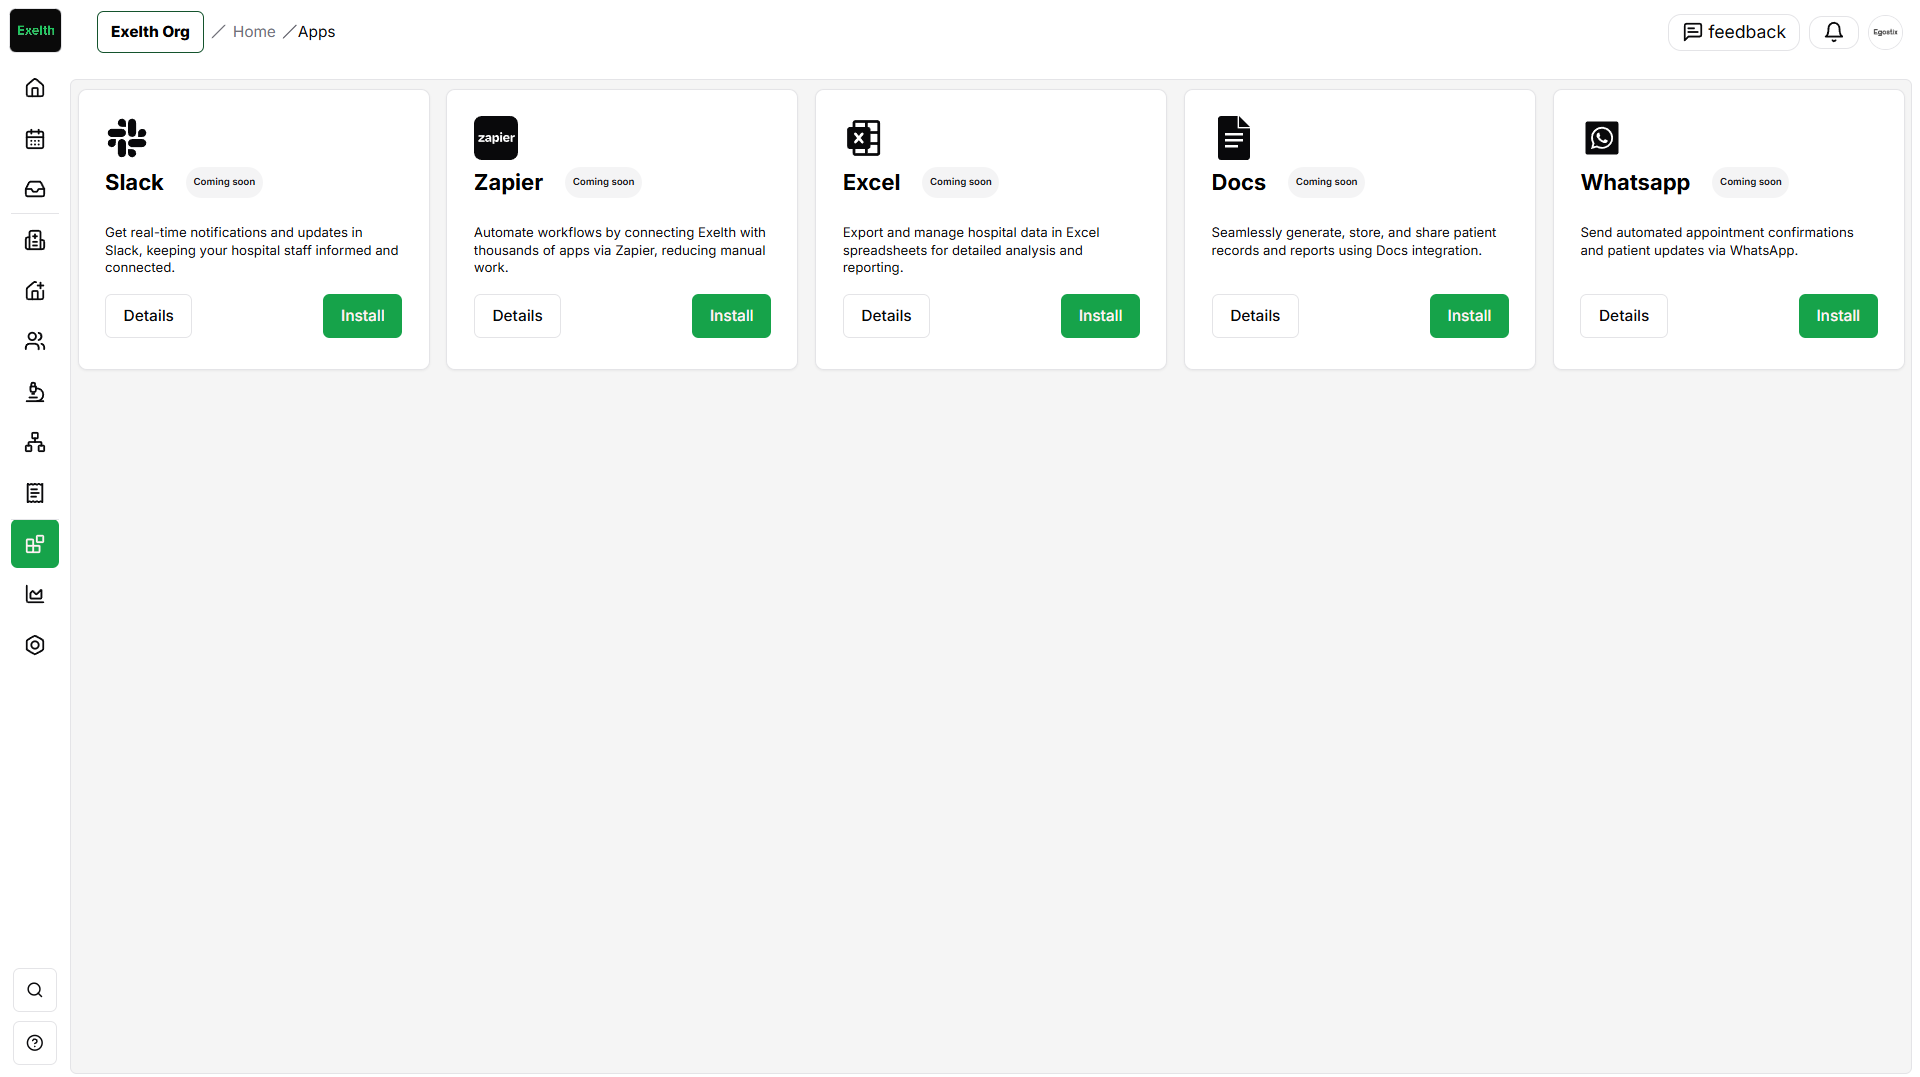 Exelth
Exelth Org
Home
Apps
feedback
Egostix
Slack
Coming soon
Get real-time notifications and updates in
Slack, keeping your hospital staff informed and
connected.
Details
Install
zapier
Zapier
Coming soon
Automate workflows by connecting Exelth with
thousands of apps via Zapier, reducing manual
work.
Details
Install
Excel
Coming soon
Export and manage hospital data in Excel
spreadsheets for detailed analysis and
reporting.
Details
Install
Docs
Coming soon
Seamlessly generate, store, and share patient
records and reports using Docs integration.
Details
Install
Whatsapp
Coming soon
Send automated appointment confirmations
and patient updates via WhatsApp.
Details
Install